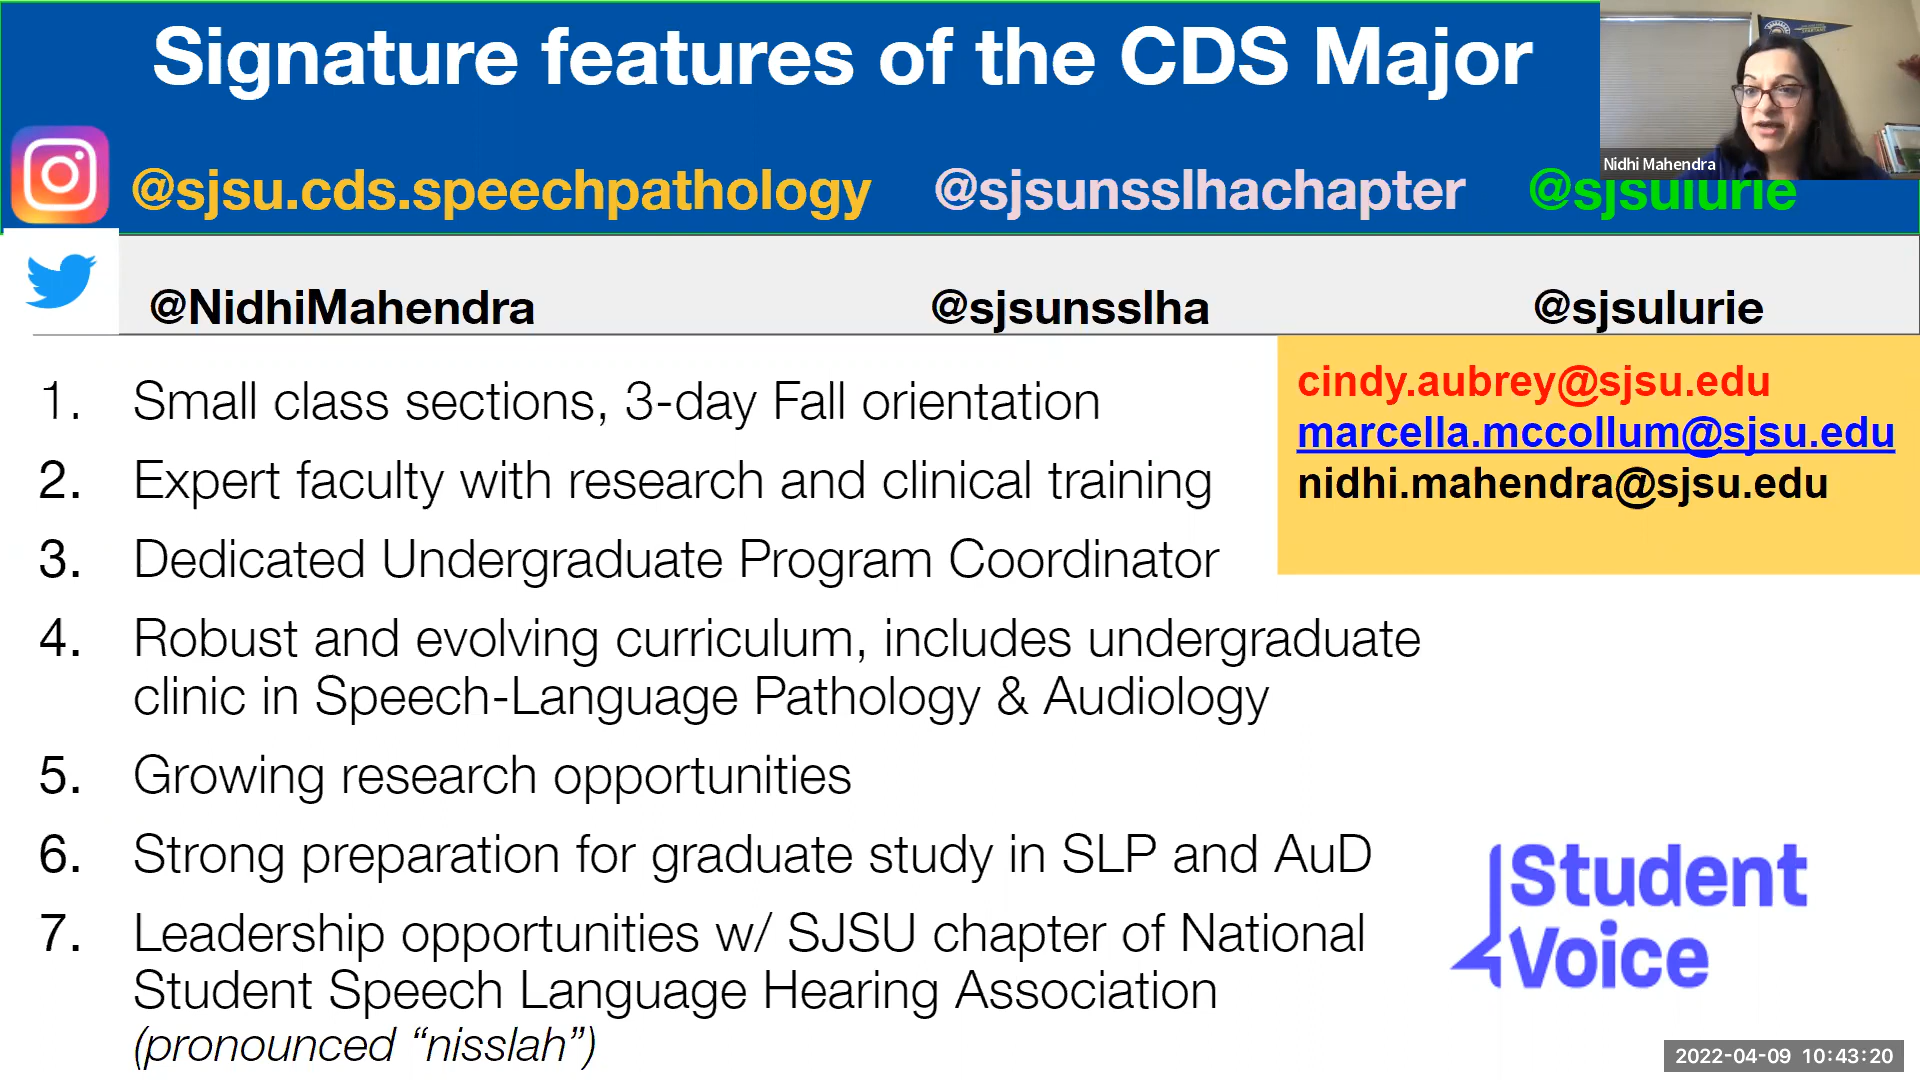 Signature features of the CDS Major
Nidhi Mahendra
@sjsu.cds.speechpathology @sjsunsslhachapter @sjsulurie
@NidhiMahendra @sjsunsslha @sjsulurie
cindy.aubrey@sjsu.edu
marcella.mccollum@sjsu.edu
nidhi.mahendra@sjsu.edu
1. Small class sections, 3-day Fall orientation
2. Expert faculty with research and clinical training
3. Dedicated Undergraduate Program Coordinator
4. Robust and evolving curriculum, includes undergraduate
clinic in Speech-Language Pathology & Audiology
5. Growing research opportunities
6. Strong preparation for graduate study in SLP and AuD
7. Leadership opportunities w/ SJSU chapter of National
Student Speech Language Hearing Association
(pronounced “nisslah”)
Student
Voice
2022-04-09 10:43:20